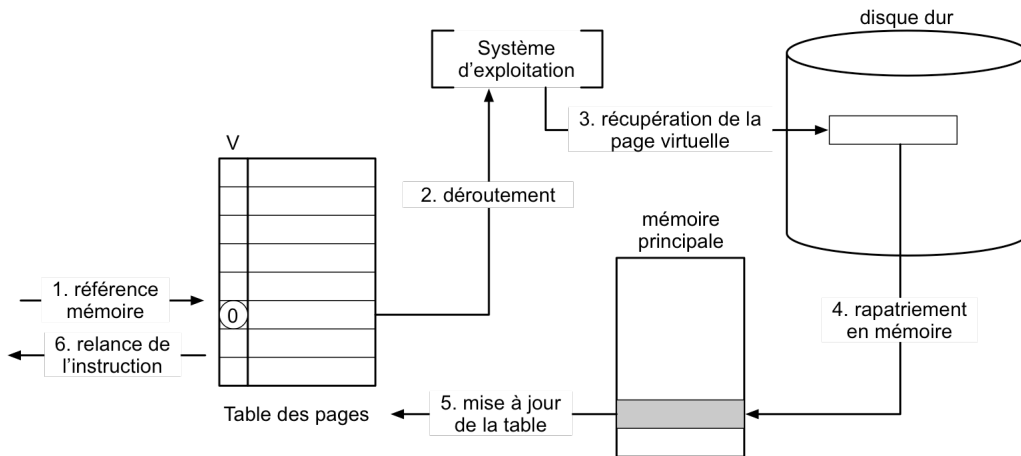 disque dur
Système
d'exploitation
3. récupération de la
page virtuelle
V
2. déroutement
mémoire
principale
1. référence
mémoire
0
4. rapatriement
en mémoire
6. relance de
l'instruction
5. mise à jour
de la table
Table des pages